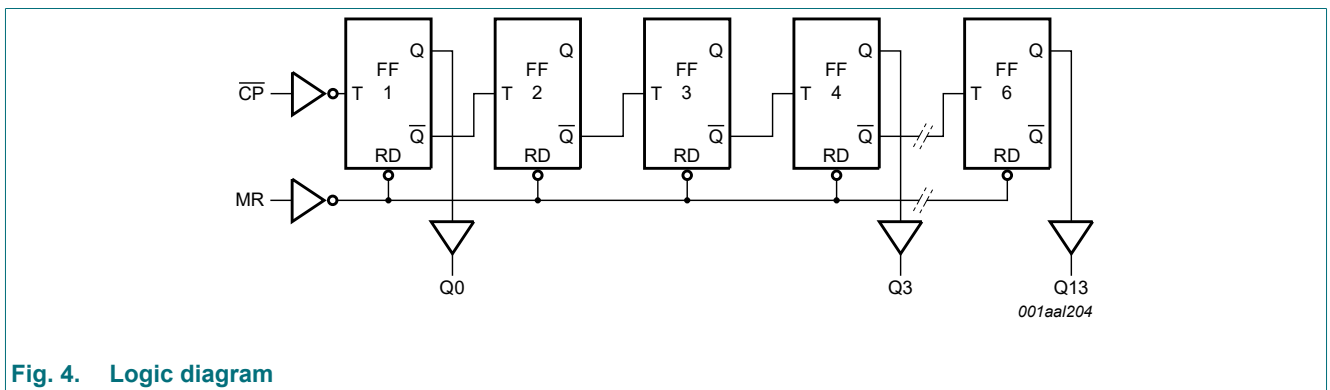 Q Q Q Q Q
FF FF FF FF FF
CP T 1 T 2 T 3 T 4 T 6
Q Q Q Q Q
RD RD RD RD RD
MR
Q0 Q3 Q13
001aal204
Fig. 4. Logic diagram